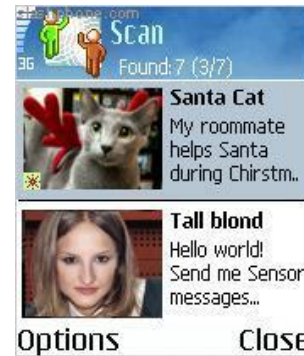 3G
Scan
Found: 7 (3/7)
Santa Cat
My roommate
helps Santa
during Chirstm..
Tall blond
Hello world!
Send me Sensor
messages...
Options
Close